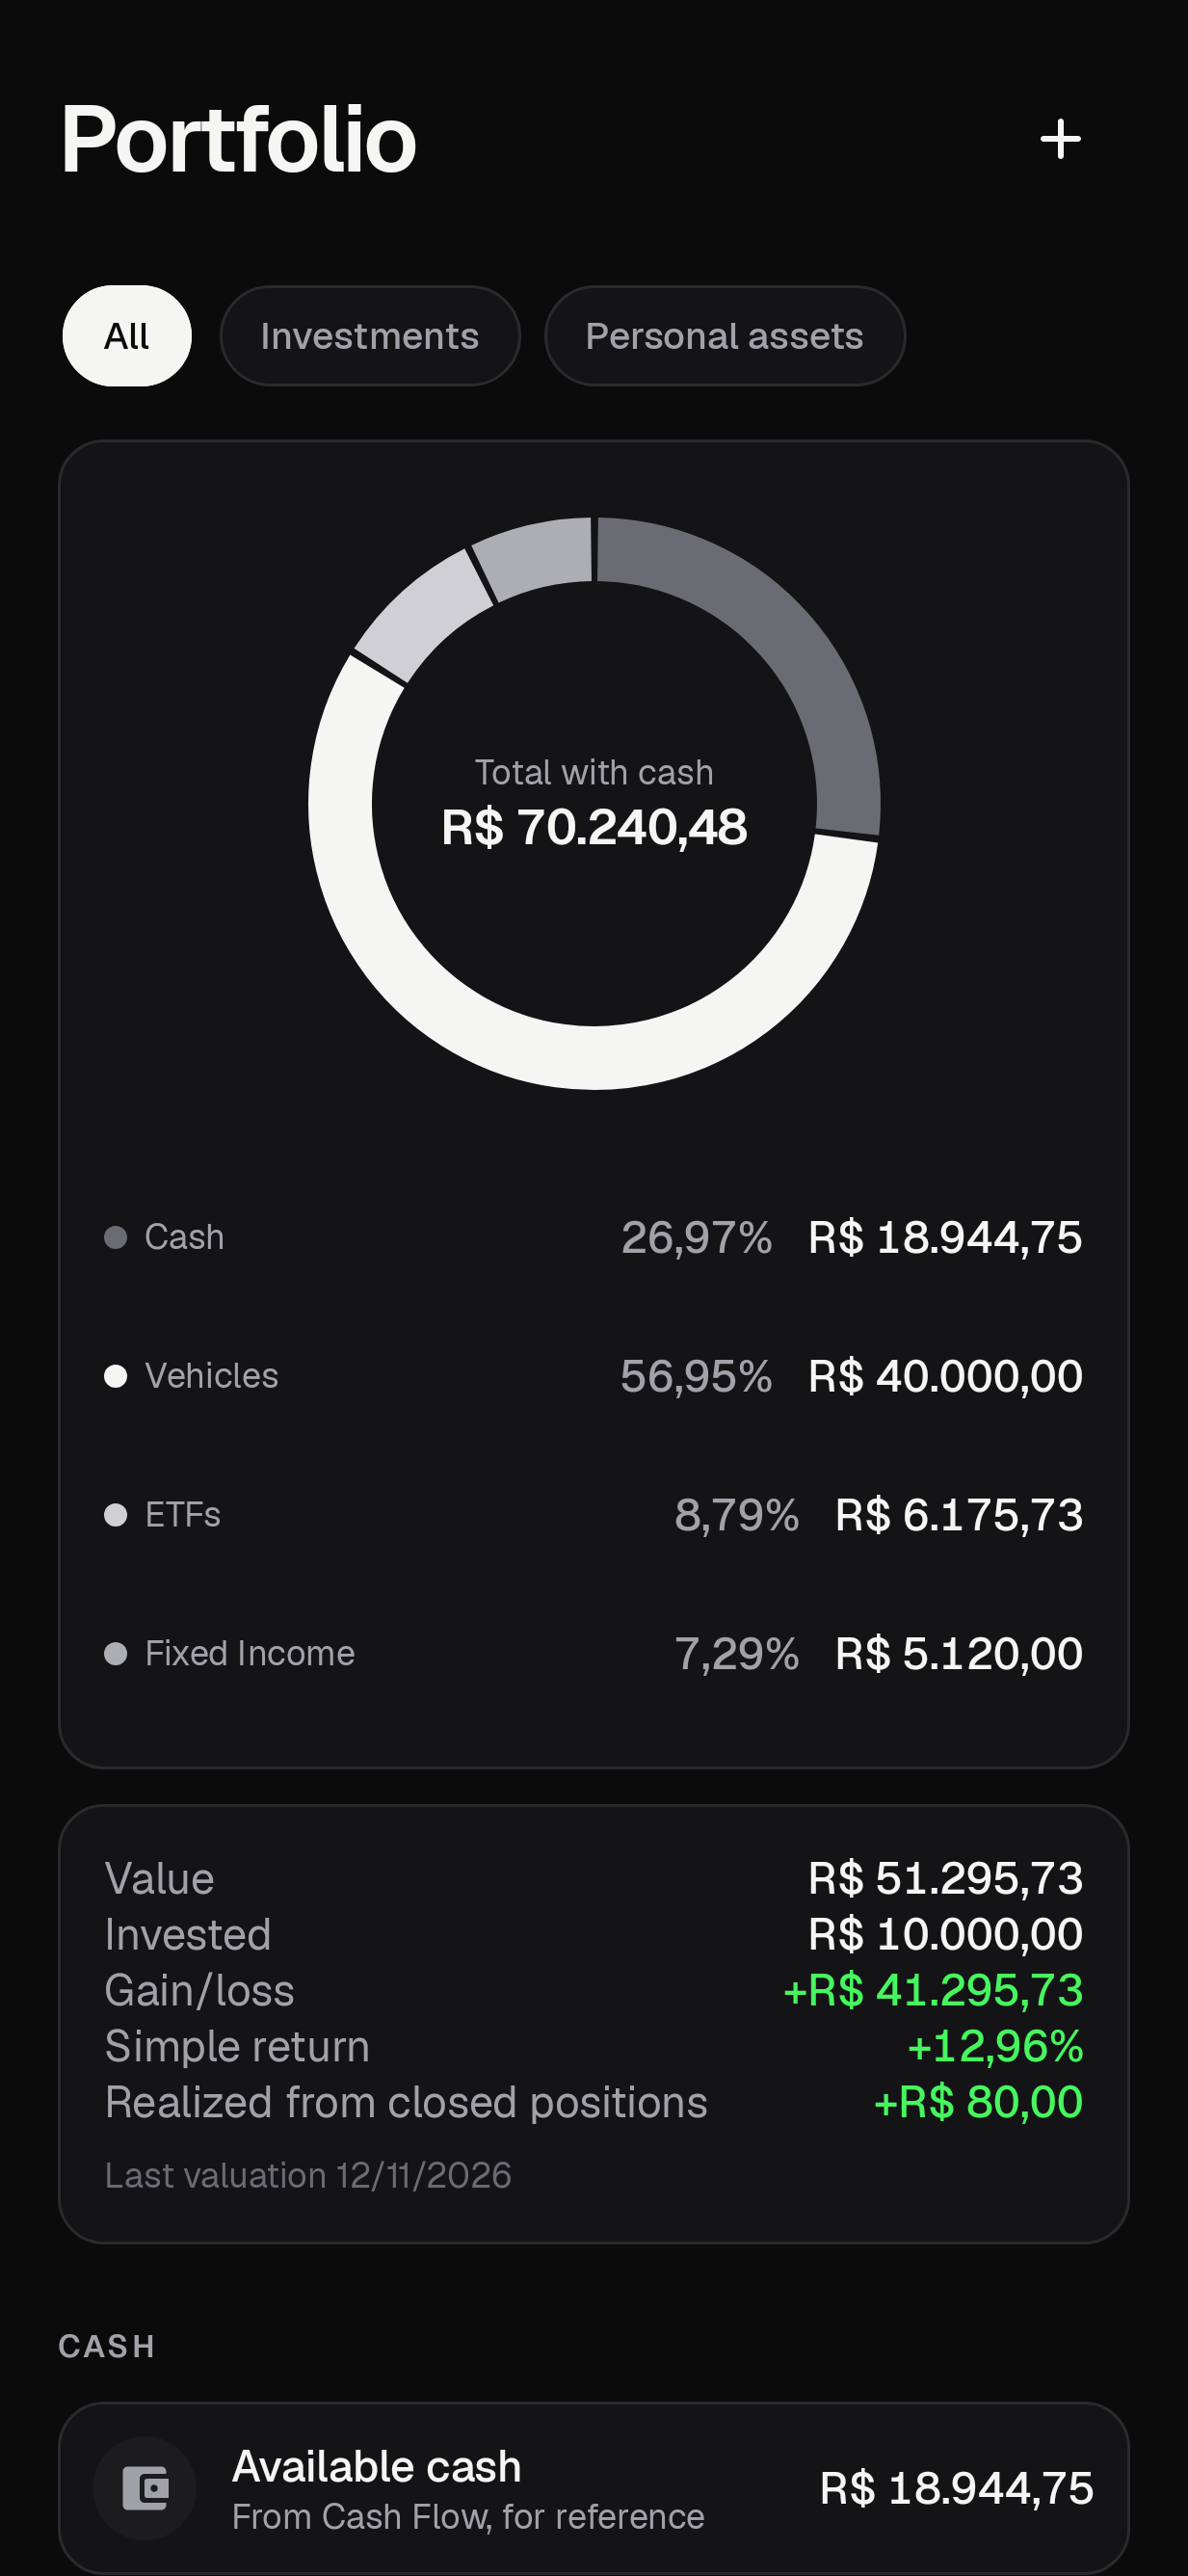 Portfolio
All Investments Personal assets
Total with cash
R$ 70.240,48
Cash 26,97% R$ 18.944,75
Vehicles 56,95% R$ 40.000,00
ETFs 8,79% R$ 6.175,73
Fixed Income 7,29% R$ 5.120,00
Value R$ 51.295,73
Invested R$ 10.000,00
Gain/loss +R$ 41.295,73
Simple return +12,96%
Realized from closed positions +R$ 80,00
Last valuation 12/11/2026
CASH
Available cash R$ 18.944,75
From Cash Flow, for reference